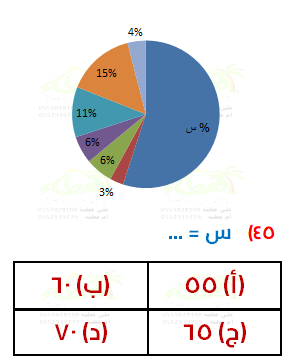 4%
15%
11%
6%
6%
3%
% س
٤٥) س = ...
(أ) ٥٥
(ب) ٦٠
(ج) ٦٥
(د) ٧٠